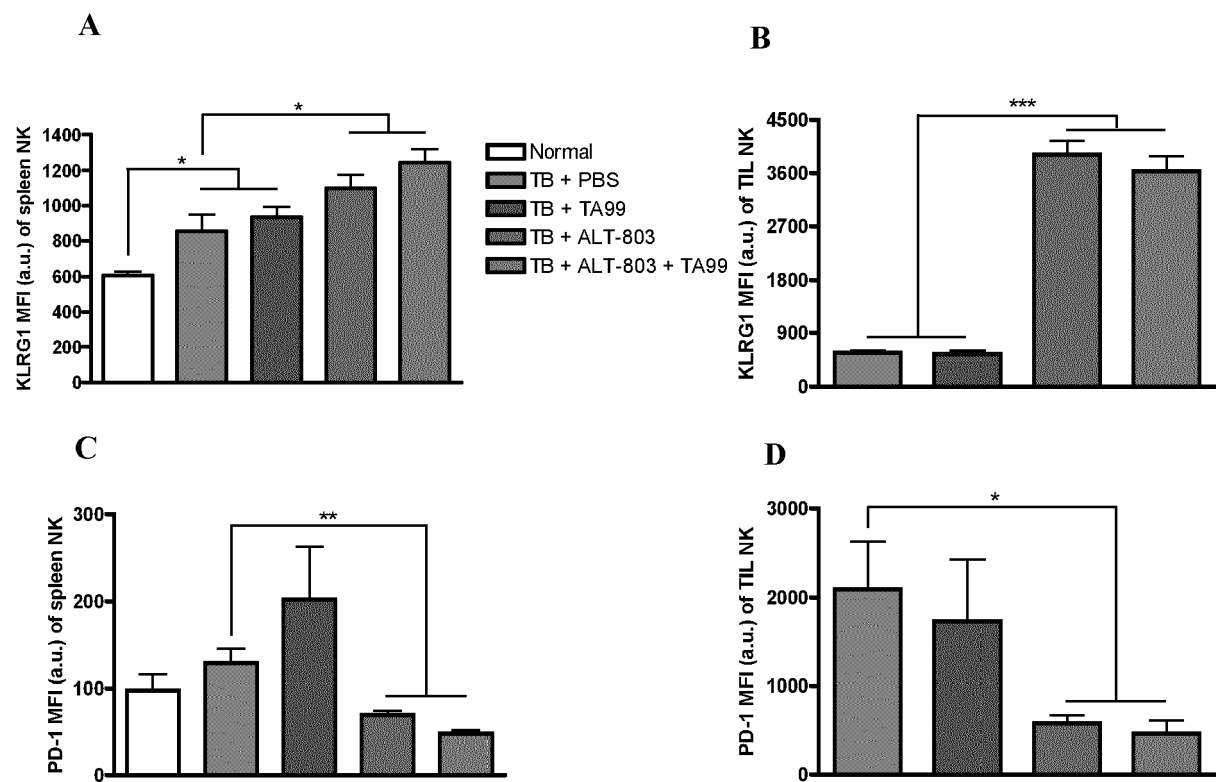 A
KLRG1 MFI (a.u.) of spleen NK
1400
1200
1000
800
600
400
200
0
*
*
Normal
TB + PBS
TB + TA99
TB + ALT-803
TB + ALT-803 + TA99
B
KLRG1 MFI (a.u.) of TIL NK
4500
3600
2700
1800
900
0
***
C
PD-1 MFI (a.u.) of spleen NK
300
200
100
0
**
D
PD-1 MFI (a.u.) of TIL NK
3000
2000
1000
0
*